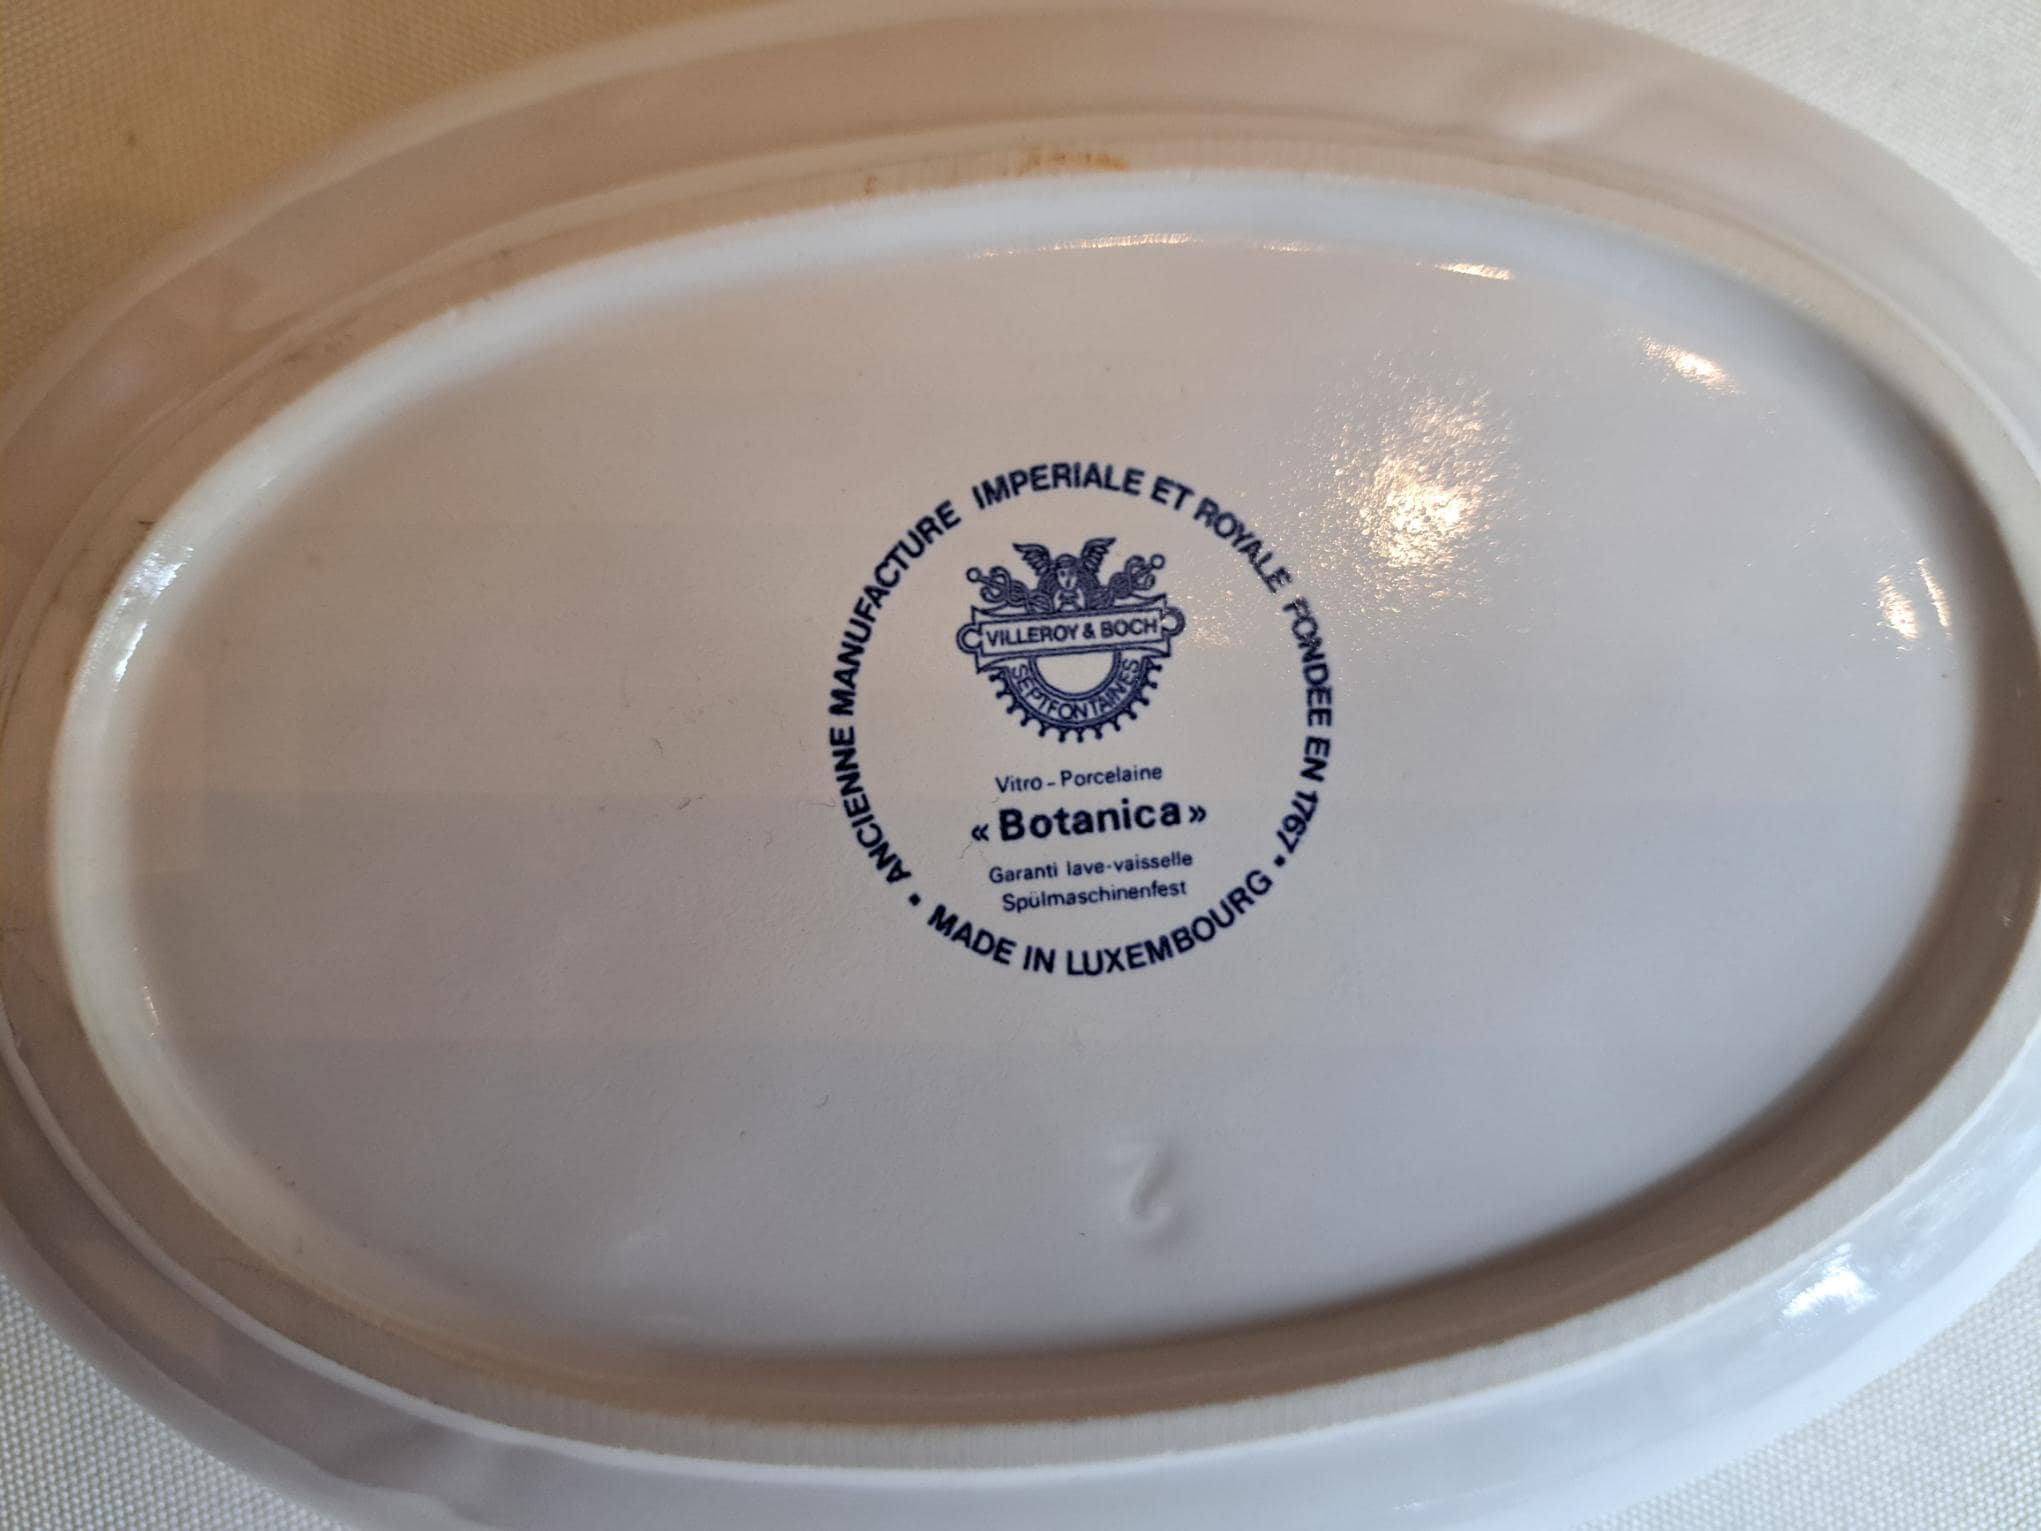 ANCIENNE MANUFACTURE IMPERIALE ET ROYALE FONDEE EN 1767 •
VILLEROY & BOCH
SEPTFONTAINES
Vitro - Porcelaine
« Botanica »
Garanti lave-vaisselle
Spülmaschinenfest
• MADE IN LUXEMBOURG
2